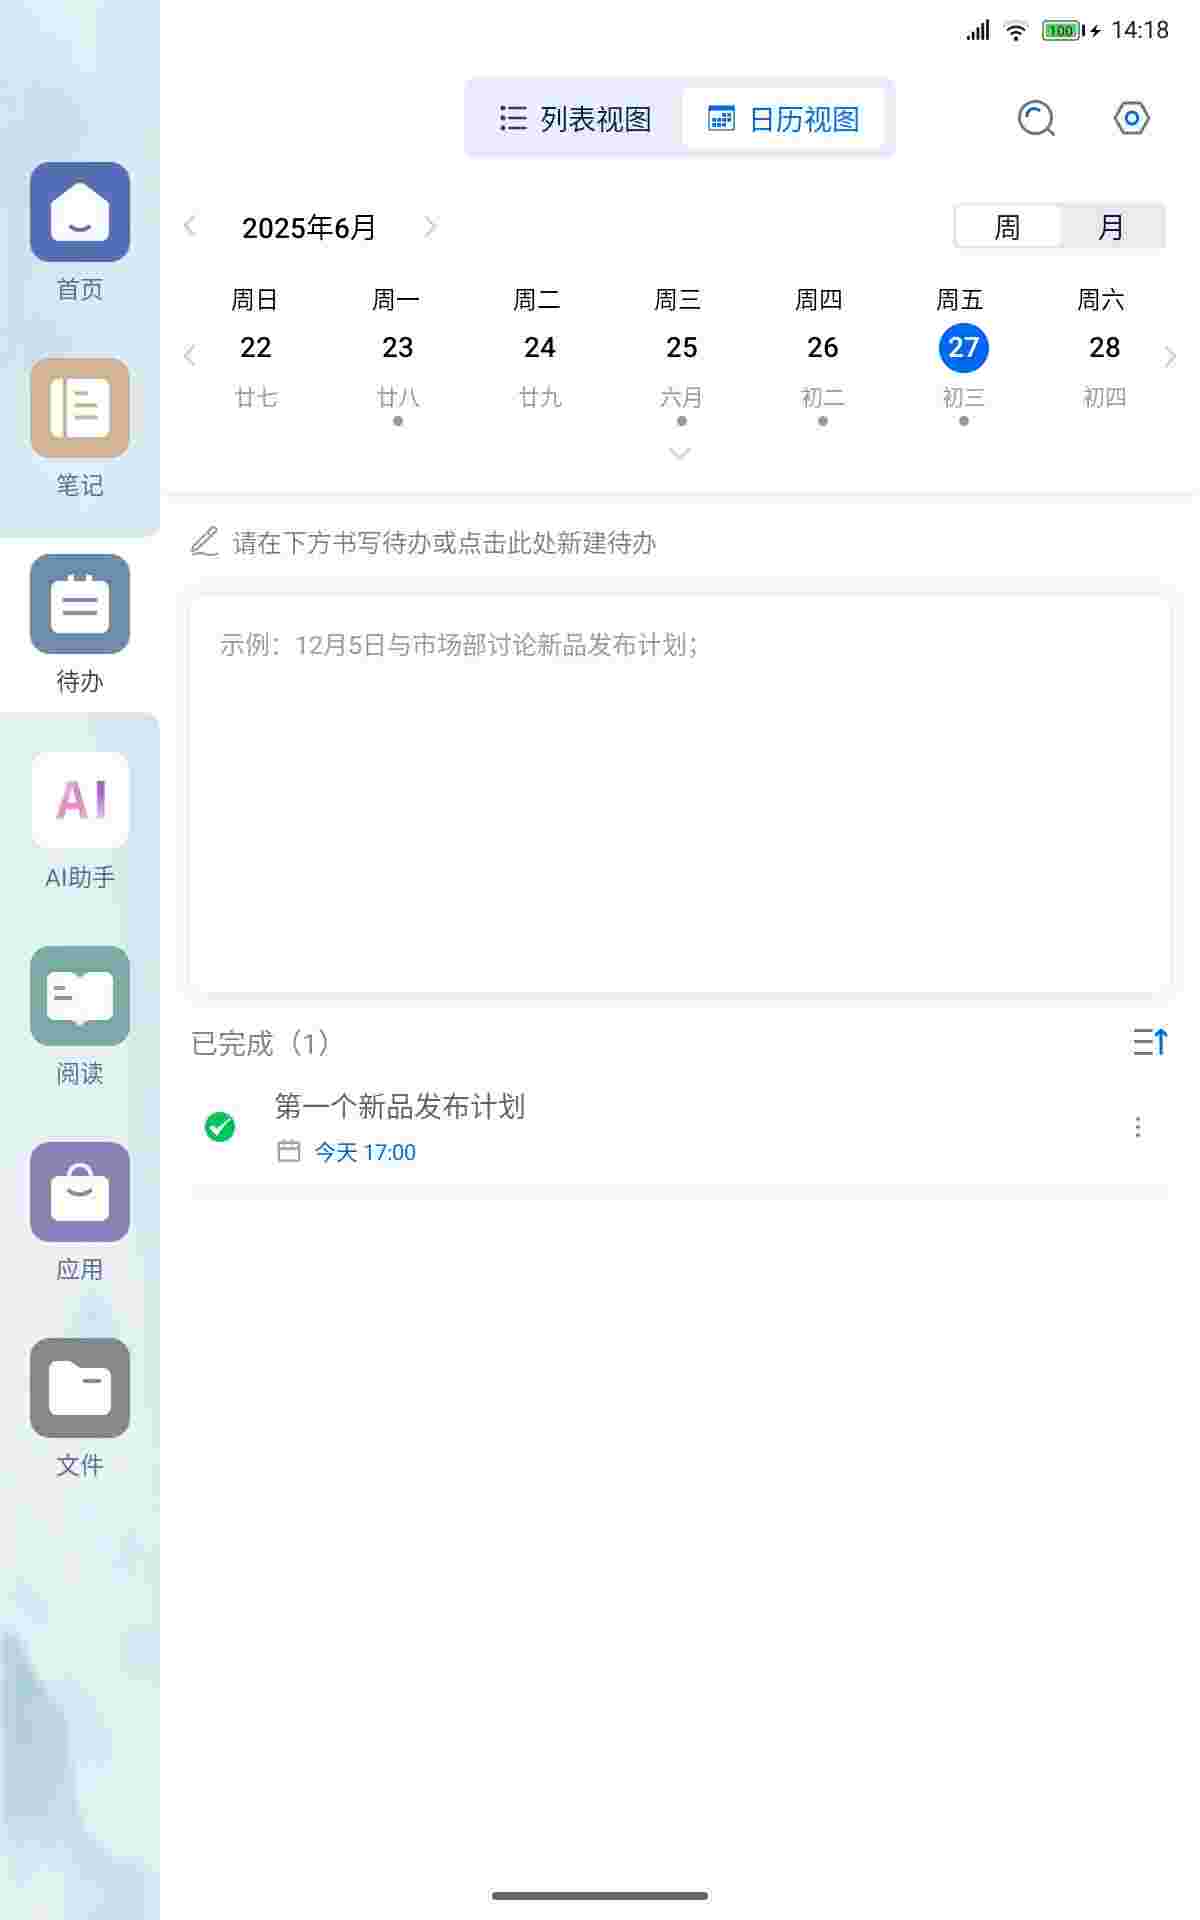 100 14:18
列表视图 日历视图
首页
笔记
待办
AI
AI助手
阅读
应用
文件
2025年6月 周 月
周日 周一 周二 周三 周四 周五 周六
22 23 24 25 26 27 28
廿七 廿八 廿九 六月 初二 初三 初四
请在下方书写待办或点击此处新建待办
示例：12月5日与市场部讨论新品发布计划；
已完成（1）
第一个新品发布计划
今天 17:00